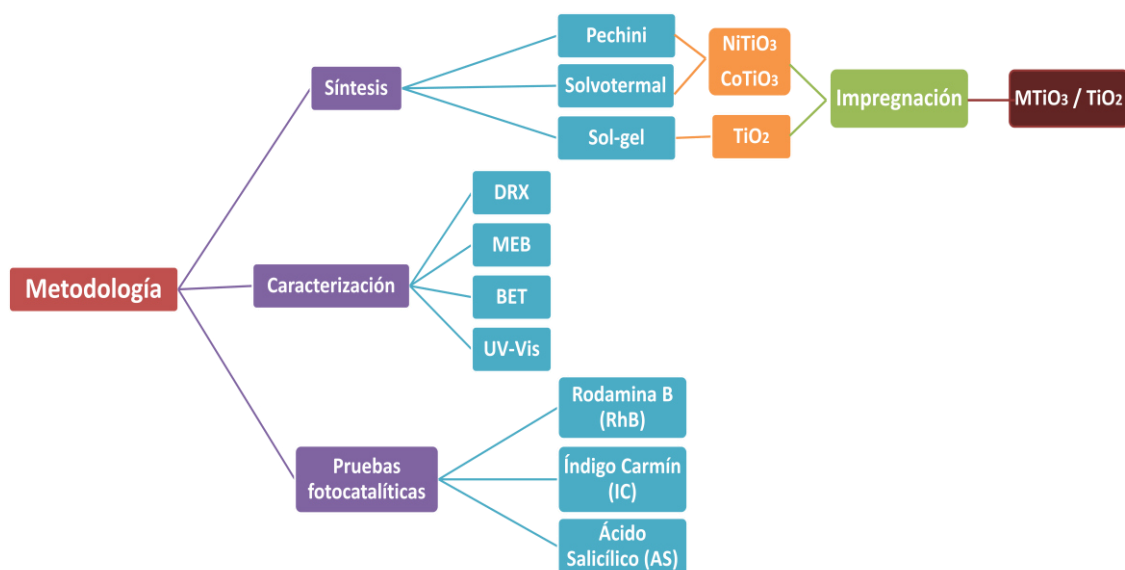 Metodología
Síntesis
Pechini
Solvotermal
Sol-gel
NiTiO₃
CoTiO₃
TiO₂
Impregnación
MTiO₃ / TiO₂
Caracterización
DRX
MEB
BET
UV-Vis
Pruebas
fotocatalíticas
Rodamina B
(RhB)
Índigo Carmín
(IC)
Ácido
Salicílico (AS)